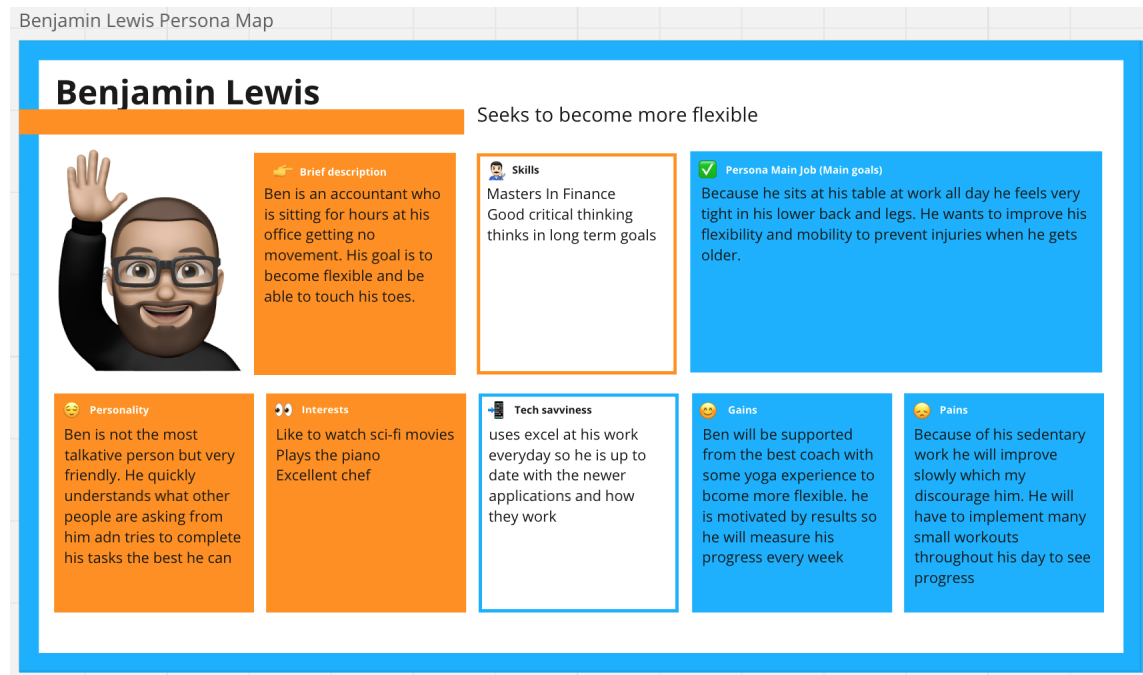 Benjamin Lewis Persona Map
Benjamin Lewis
Seeks to become more flexible
Brief description
Ben is an accountant who
is sitting for hours at his
office getting no
movement. His goal is to
become flexible and be
able to touch his toes.
Skills
Masters In Finance
Good critical thinking
thinks in long term goals
Persona Main Job (Main goals)
Because he sits at his table at work all day he feels very
tight in his lower back and legs. He wants to improve his
flexibility and mobility to prevent injuries when he gets
older.
Personality
Ben is not the most
talkative person but very
friendly. He quickly
understands what other
people are asking from
him adn tries to complete
his tasks the best he can
Interests
Like to watch sci-fi movies
Plays the piano
Excellent chef
Tech savviness
uses excel at his work
everyday so he is up to
date with the newer
applications and how
they work
Gains
Ben will be supported
from the best coach with
some yoga experience to
bcome more flexible. he
is motivated by results so
he will measure his
progress every week
Pains
Because of his sedentary
work he will improve
slowly which my
discourage him. He will
have to implement many
small workouts
throughout his day to see
progress